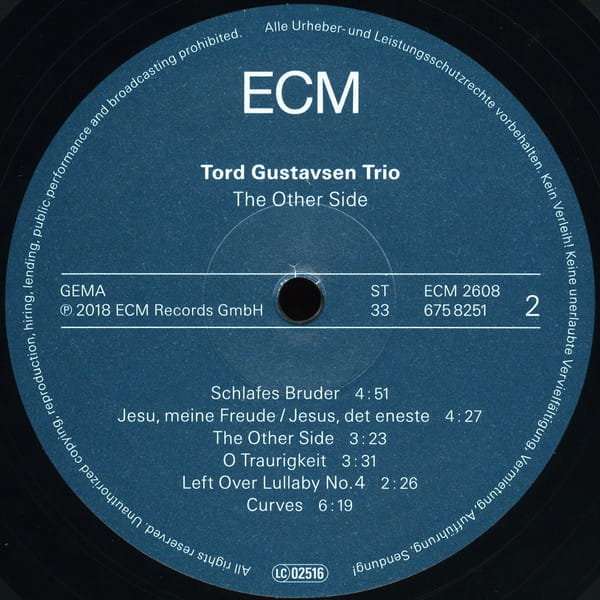 ECM
Tord Gustavsen Trio
The Other Side
GEMA ST ECM 2608
℗ 2018 ECM Records GmbH 33 675 8251 2
Schlafes Bruder 4:51
Jesu, meine Freude / Jesus, det eneste 4:27
The Other Side 3:23
O Traurigkeit 3:31
Left Over Lullaby No. 4 2:26
Curves 6:19
LC 02516
Alle Urheber- und Leistungsschutzrechte vorbehalten. Kein Verleih! Keine unerlaubte Vervielfältigung, Vermietung, Aufführung, Sendung!
All rights reserved. Unauthorized copying, reproduction, hiring, lending, public performance and broadcasting prohibited.